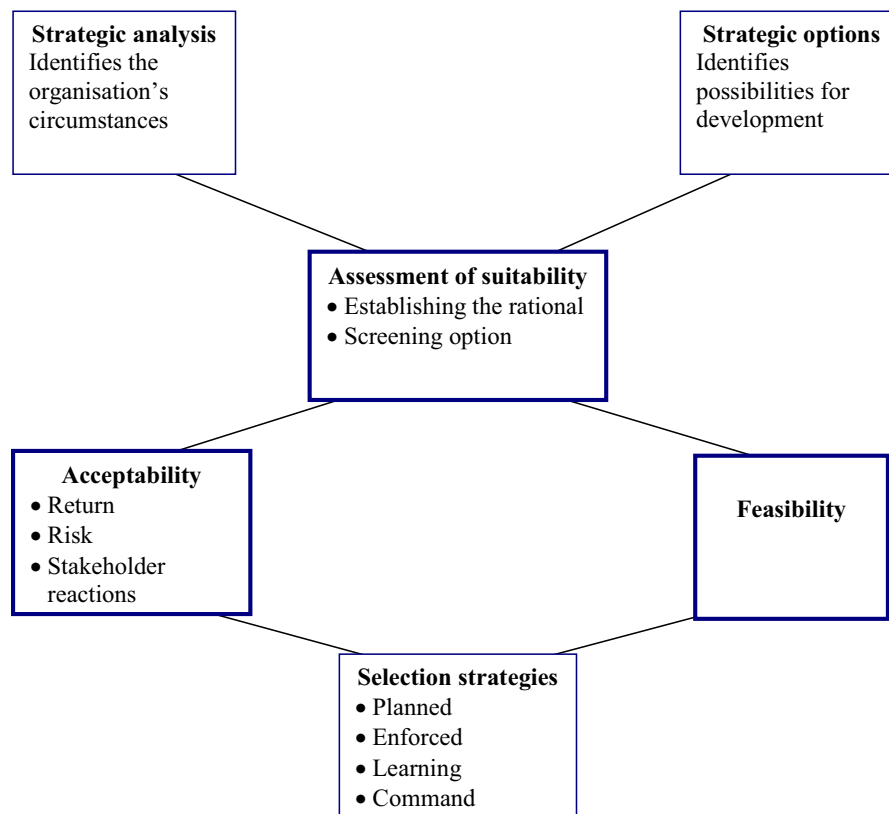 Strategic analysis
Identifies the
organisation's
circumstances
Strategic options
Identifies
possibilities for
development
Assessment of suitability
• Establishing the rational
• Screening option
Acceptability
• Return
• Risk
• Stakeholder
reactions
Feasibility
Selection strategies
• Planned
• Enforced
• Learning
• Command